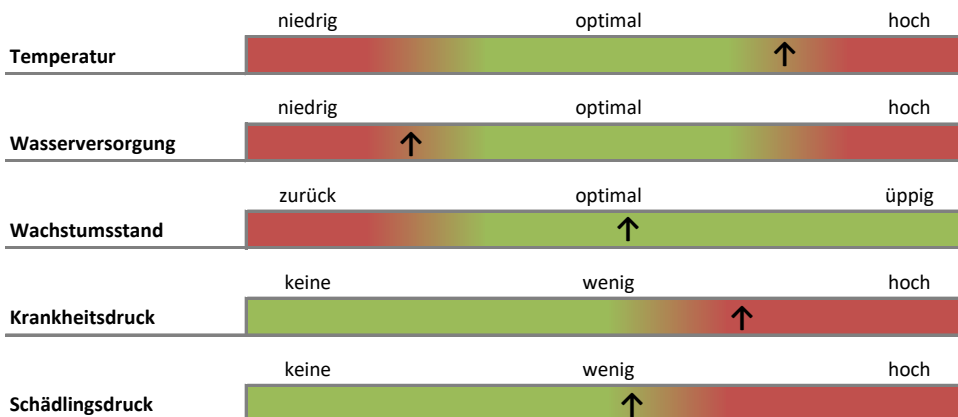 niedrig optimal hoch
Temperatur
niedrig optimal hoch
Wasserversorgung
zurück optimal üppig
Wachstumsstand
keine wenig hoch
Krankheitsdruck
keine wenig hoch
Schädlingsdruck